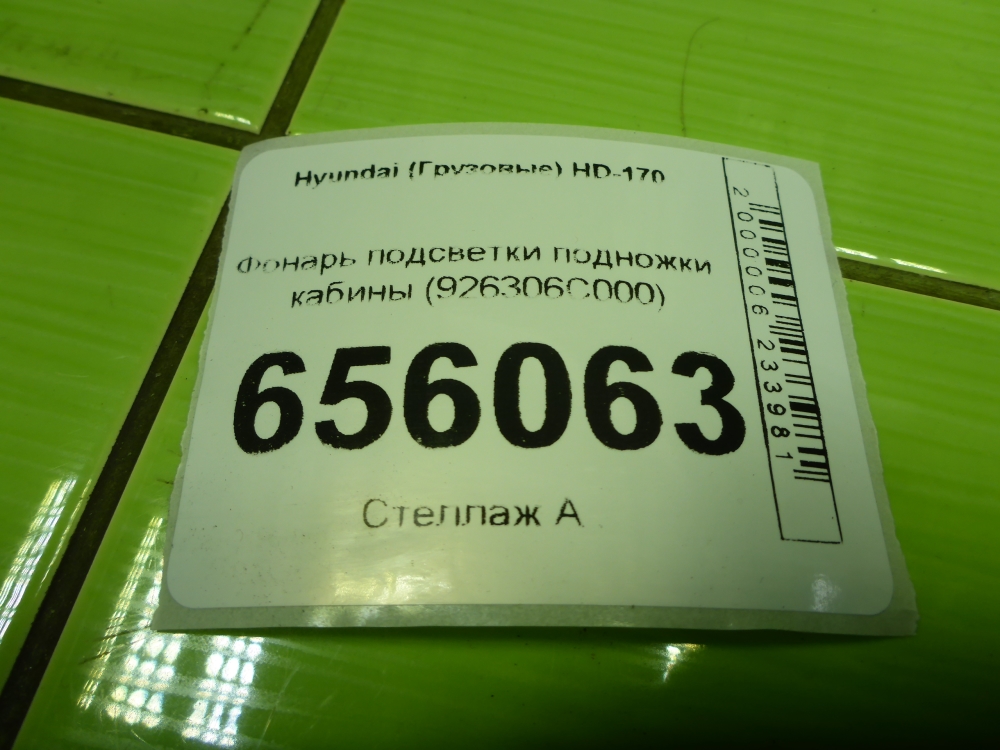 Hyundai (Грузовые) HD-170
Фонарь подсветки подножки
кабины (926306C000)
656063
Стеллаж А
2000006233981